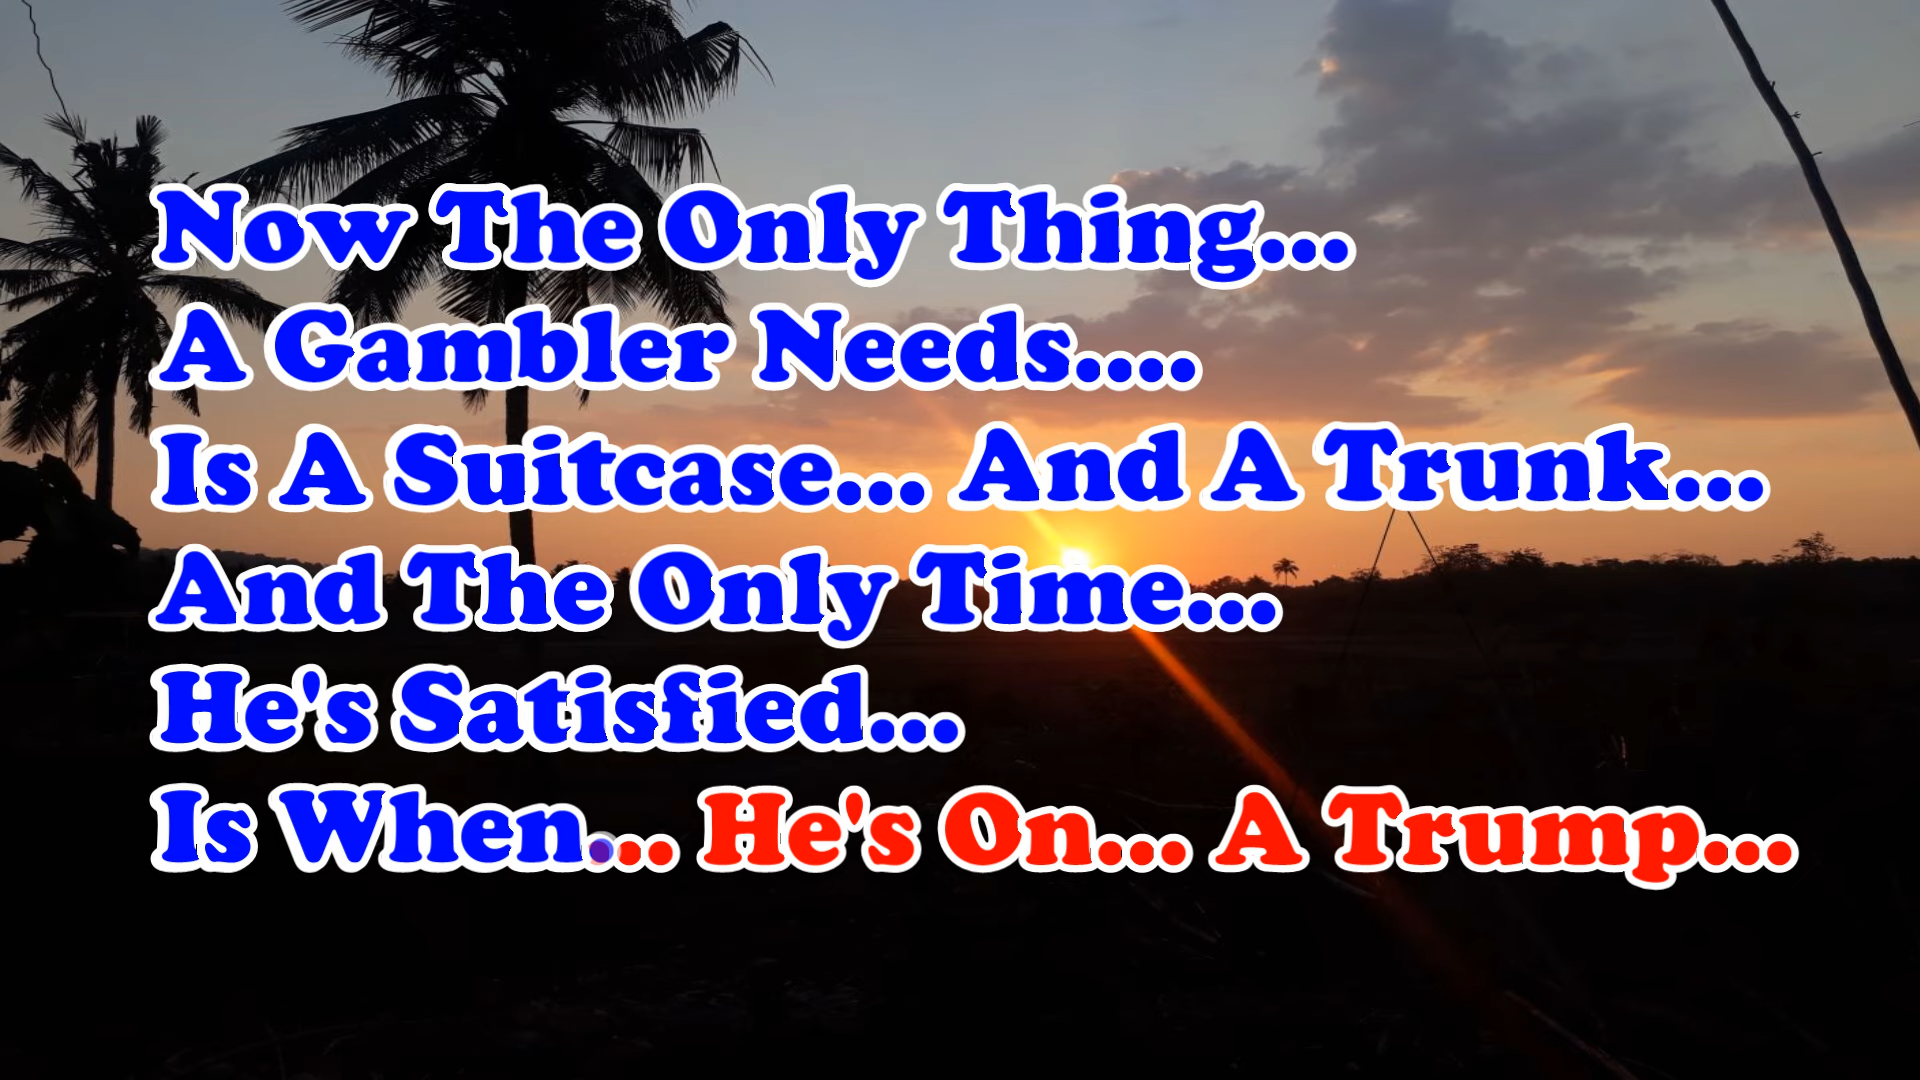 Now The Only Thing...
A Gambler Needs....
Is A Suitcase... And A Trunk...
And The Only Time...
He's Satisfied...
Is When... He's On... A Trump...